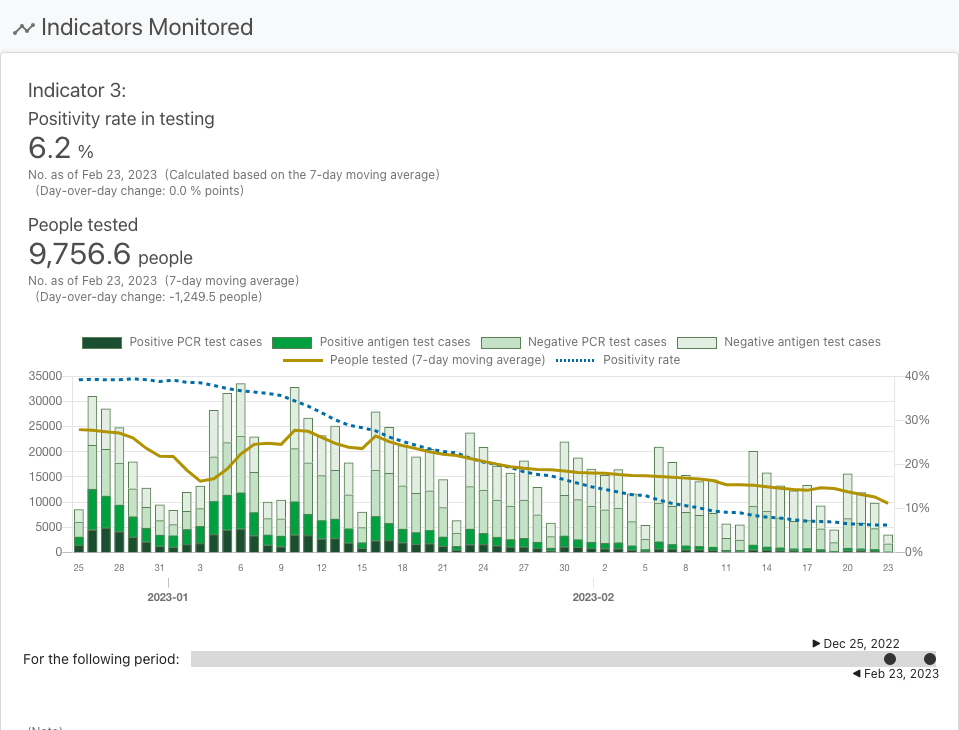 Indicators Monitored
Indicator 3:
Positivity rate in testing
6.2 %
No. as of Feb 23, 2023 (Calculated based on the 7-day moving average)
(Day-over-day change: 0.0 % points)
People tested
9,756.6 people
No. as of Feb 23, 2023 (7-day moving average)
(Day-over-day change: -1,249.5 people)
Positive PCR test cases Positive antigen test cases Negative PCR test cases Negative antigen test cases
People tested (7-day moving average) Positivity rate
35000 40%
30000
25000 30%
20000
15000 20%
10000 10%
5000
0 0%
25 28 31 3 6 9 12 15 18 21 24 27 30 2 5 8 11 14 17 20 23
2023-01 2023-02
▶ Dec 25, 2022
For the following period:
◀ Feb 23, 2023
(Note)